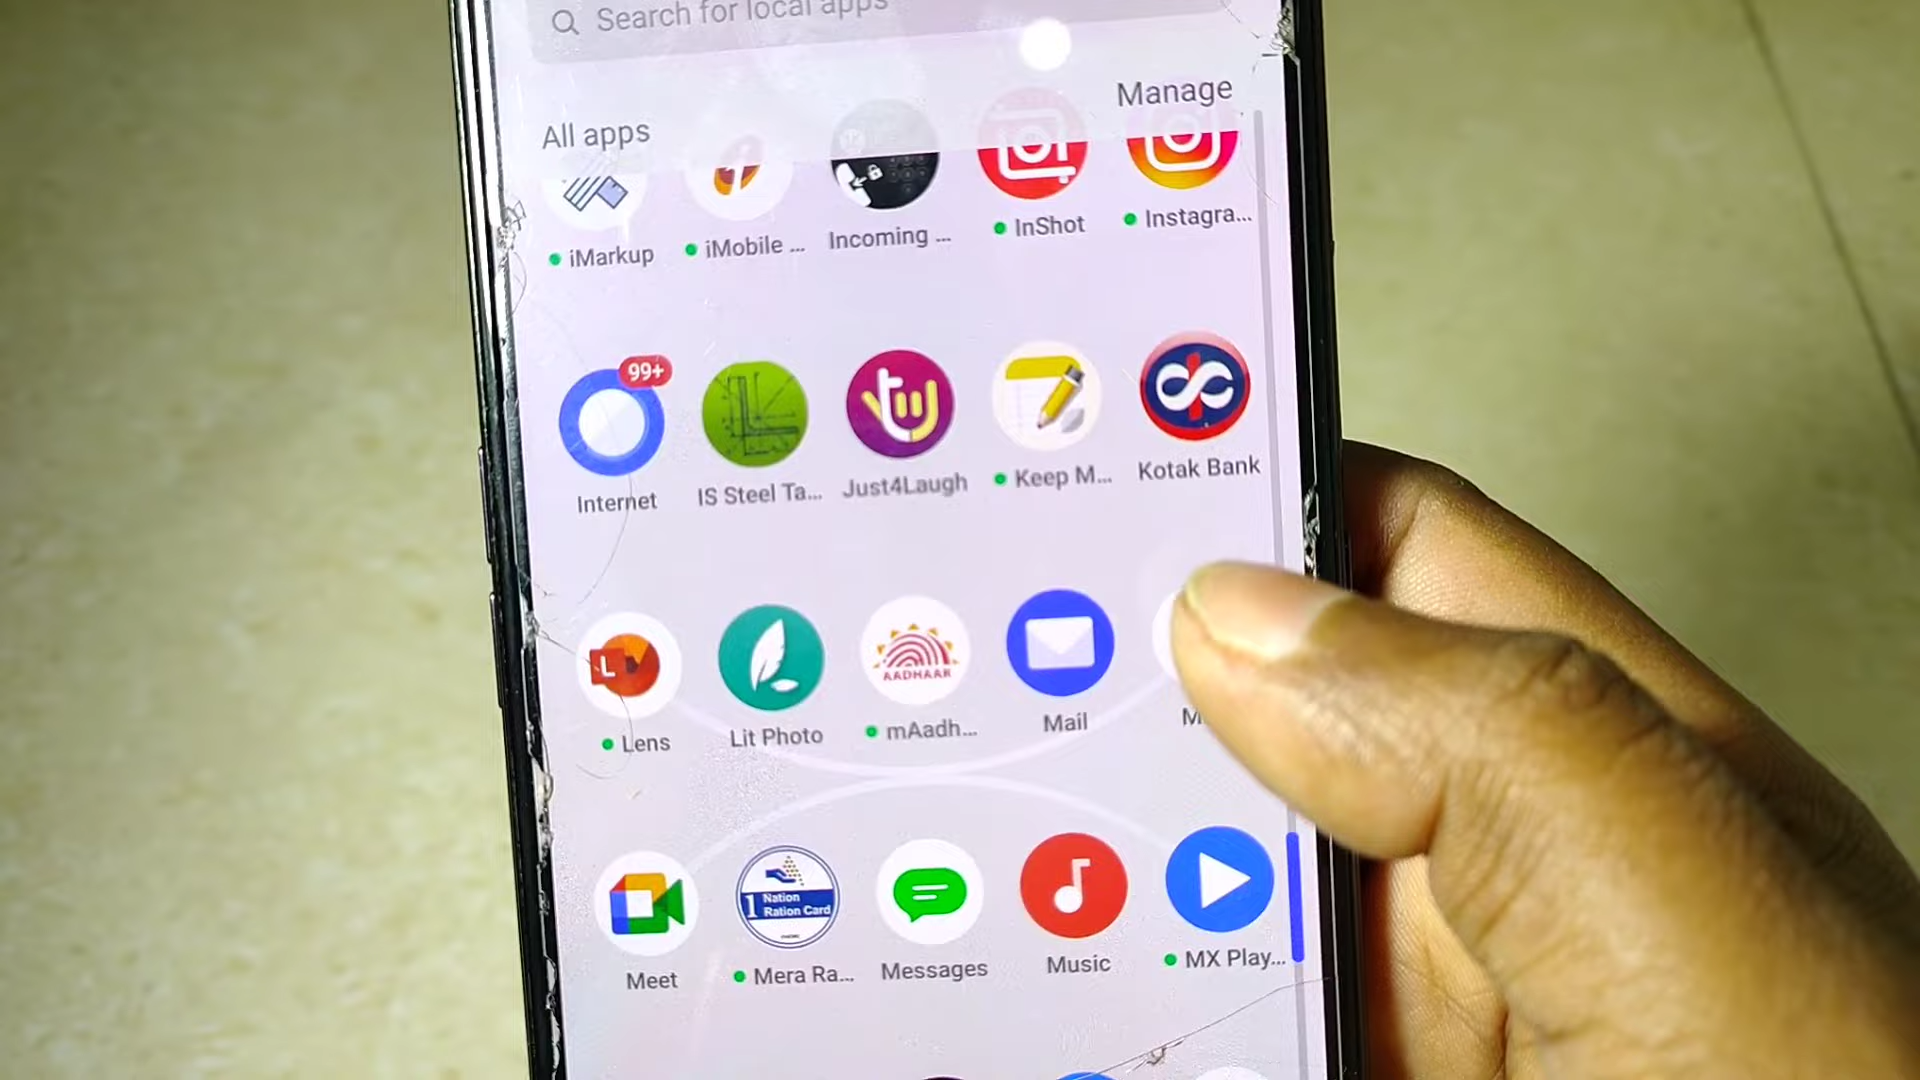 Search for local apps
Manage
All apps
iMarkup
iMobile ...
Incoming ...
InShot
Instagra...
99+
Internet
IS Steel Ta...
Just4Laugh
Keep M...
Kotak Bank
L
AADHAAR
Lens
Lit Photo
mAadh...
Mail
M
1 Nation
Ration Card
Meet
Mera Ra...
Messages
Music
MX Play...